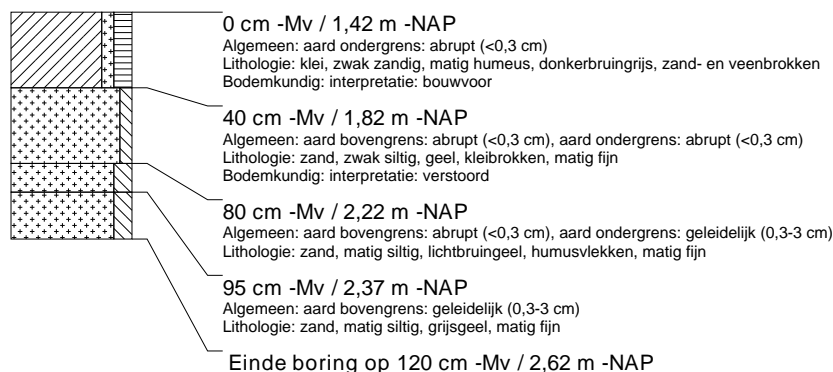 0 cm -Mv / 1,42 m -NAP
Algemeen: aard ondergrens: abrupt (<0,3 cm)
Lithologie: klei, zwak zandig, matig humeus, donkerbruingrijs, zand- en veenbrokken
Bodemkundig: interpretatie: bouwvoor
40 cm -Mv / 1,82 m -NAP
Algemeen: aard bovengrens: abrupt (<0,3 cm), aard ondergrens: abrupt (<0,3 cm)
Lithologie: zand, zwak siltig, geel, kleibrokken, matig fijn
Bodemkundig: interpretatie: verstoord
80 cm -Mv / 2,22 m -NAP
Algemeen: aard bovengrens: abrupt (<0,3 cm), aard ondergrens: geleidelijk (0,3-3 cm)
Lithologie: zand, matig siltig, lichtbruingeel, humusvlekken, matig fijn
95 cm -Mv / 2,37 m -NAP
Algemeen: aard bovengrens: geleidelijk (0,3-3 cm)
Lithologie: zand, matig siltig, grijsgeel, matig fijn
Einde boring op 120 cm -Mv / 2,62 m -NAP